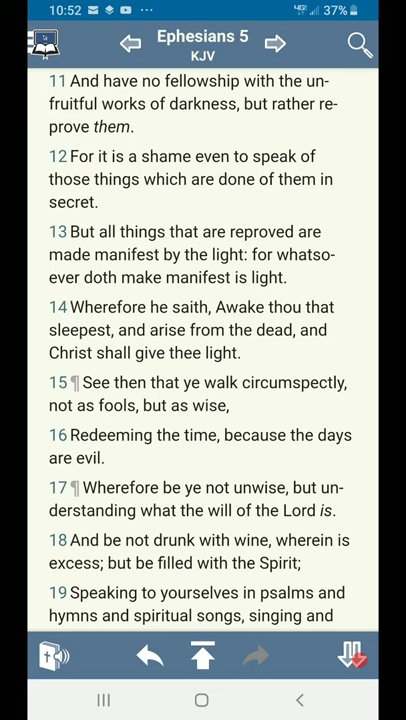 10:52
4G 37%
Ephesians 5
KJV
11 And have no fellowship with the un-
fruitful works of darkness, but rather re-
prove them.
12 For it is a shame even to speak of
those things which are done of them in
secret.
13 But all things that are reproved are
made manifest by the light: for whatso-
ever doth make manifest is light.
14 Wherefore he saith, Awake thou that
sleepest, and arise from the dead, and
Christ shall give thee light.
15 ¶ See then that ye walk circumspectly,
not as fools, but as wise,
16 Redeeming the time, because the days
are evil.
17 ¶ Wherefore be ye not unwise, but un-
derstanding what the will of the Lord is.
18 And be not drunk with wine, wherein is
excess; but be filled with the Spirit;
19 Speaking to yourselves in psalms and
hymns and spiritual songs, singing and